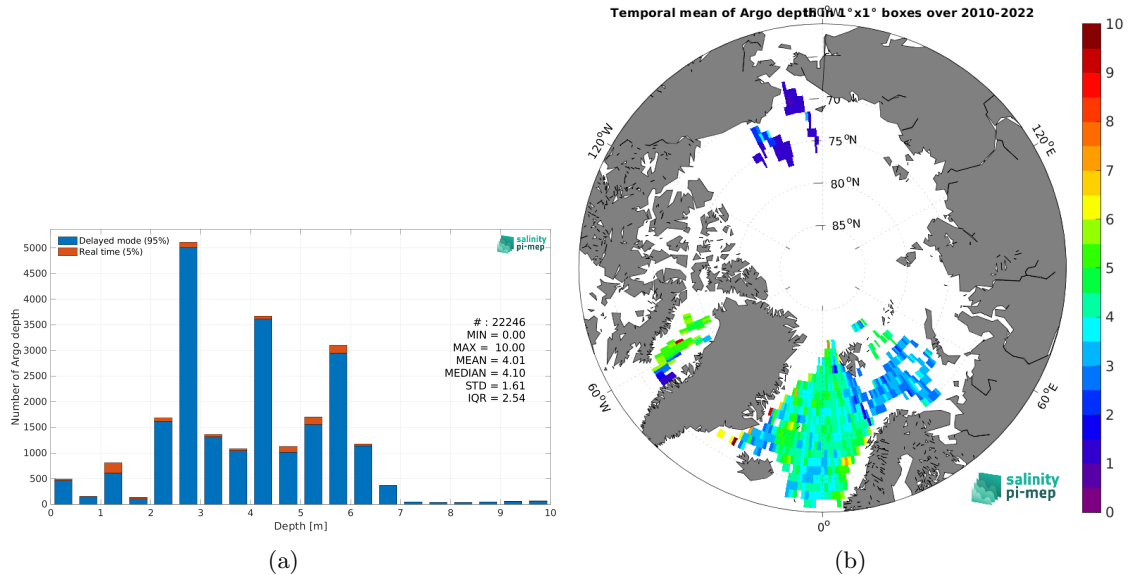 Delayed mode (95%)
Real time (5%)
salinity
pi-mep
5000
4500
4000
3500
3000
2500
2000
1500
1000
500
0
Number of Argo depth
# : 22246
MIN = 0.00
MAX = 10.00
MEAN = 4.01
MEDIAN = 4.10
STD = 1.61
IQR = 2.54
0 1 2 3 4 5 6 7 8 9 10
Depth [m]
(a)
Temporal mean of Argo depth in 1°x1° boxes over 2010-2022
180°W
120°W
120°E
60°W
60°E
0°
70°N
75°N
80°N
85°N
10
9
8
7
6
5
4
3
2
1
0
salinity
pi-mep
(b)